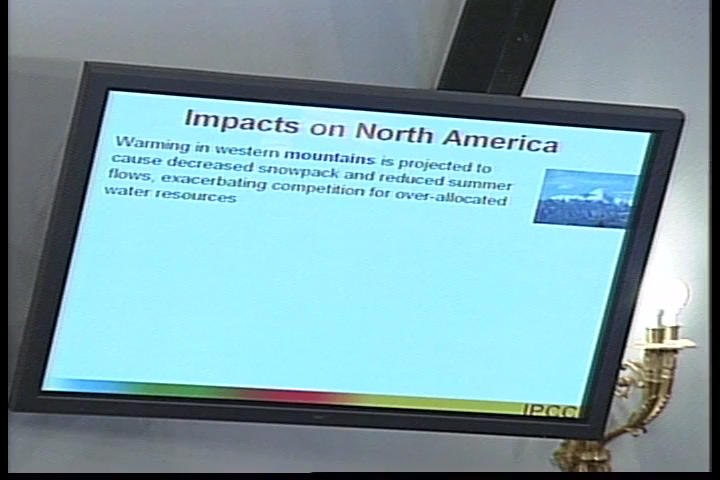 Impacts on North America
Warming in western mountains is projected to
cause decreased snowpack and reduced summer
flows, exacerbating competition for over-allocated
water resources
IPCC